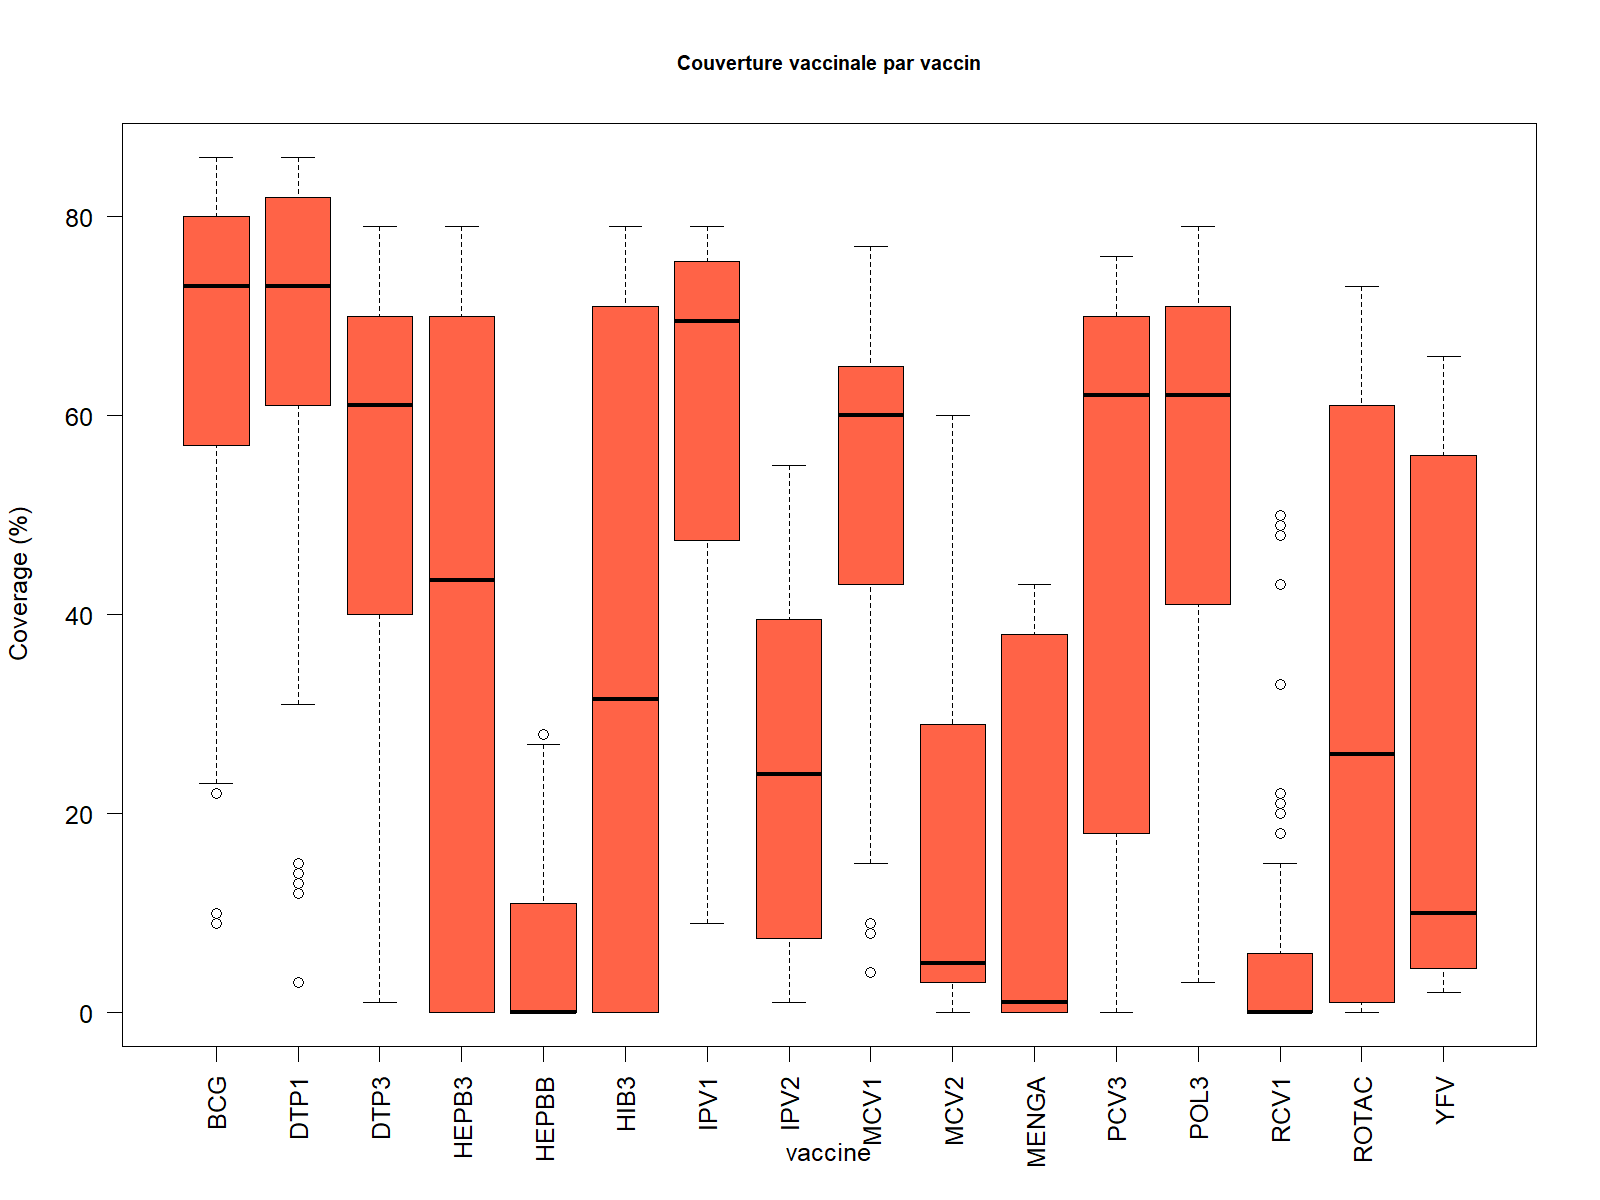 Couverture vaccinale par vaccin
Coverage (%)
80
60
40
20
0
BCG
DTP1
DTP3
HEPB3
HEPBB
HIB3
IPV1
IPV2
MCV1
MCV2
MENGA
PCV3
POL3
RCV1
ROTAC
YFV
vaccine